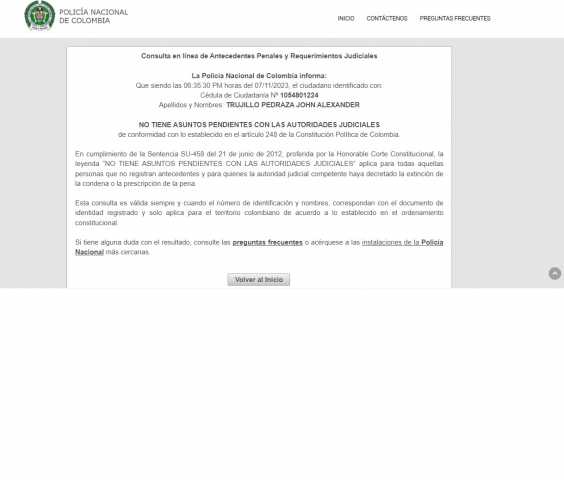 POLICÍA NACIONAL
DE COLOMBIA
INICIO CONTÁCTENOS PREGUNTAS FRECUENTES
Consulta en línea de Antecedentes Penales y Requerimientos Judiciales
La Policía Nacional de Colombia informa:
Que siendo las 06:35:30 PM horas del 07/11/2023, el ciudadano identificado con:
Cédula de Ciudadanía Nº 1054801224
Apellidos y Nombres: TRUJILLO PEDRAZA JOHN ALEXANDER
NO TIENE ASUNTOS PENDIENTES CON LAS AUTORIDADES JUDICIALES
de conformidad con lo establecido en el artículo 248 de la Constitución Política de Colombia.
En cumplimiento de la Sentencia SU-458 del 21 de junio de 2012, proferida por la Honorable Corte Constitucional, la
leyenda "NO TIENE ASUNTOS PENDIENTES CON LAS AUTORIDADES JUDICIALES" aplica para todas aquellas
personas que no registran antecedentes y para quienes la autoridad judicial competente haya decretado la extinción de
la condena o la prescripción de la pena.
Esta consulta es válida siempre y cuando el número de identificación y nombres, correspondan con el documento de
identidad registrado y solo aplica para el territorio colombiano de acuerdo a lo establecido en el ordenamiento
constitucional.
Si tiene alguna duda con el resultado, consulte las preguntas frecuentes o acérquese a las instalaciones de la Policía
Nacional más cercanas.
Volver al Inicio